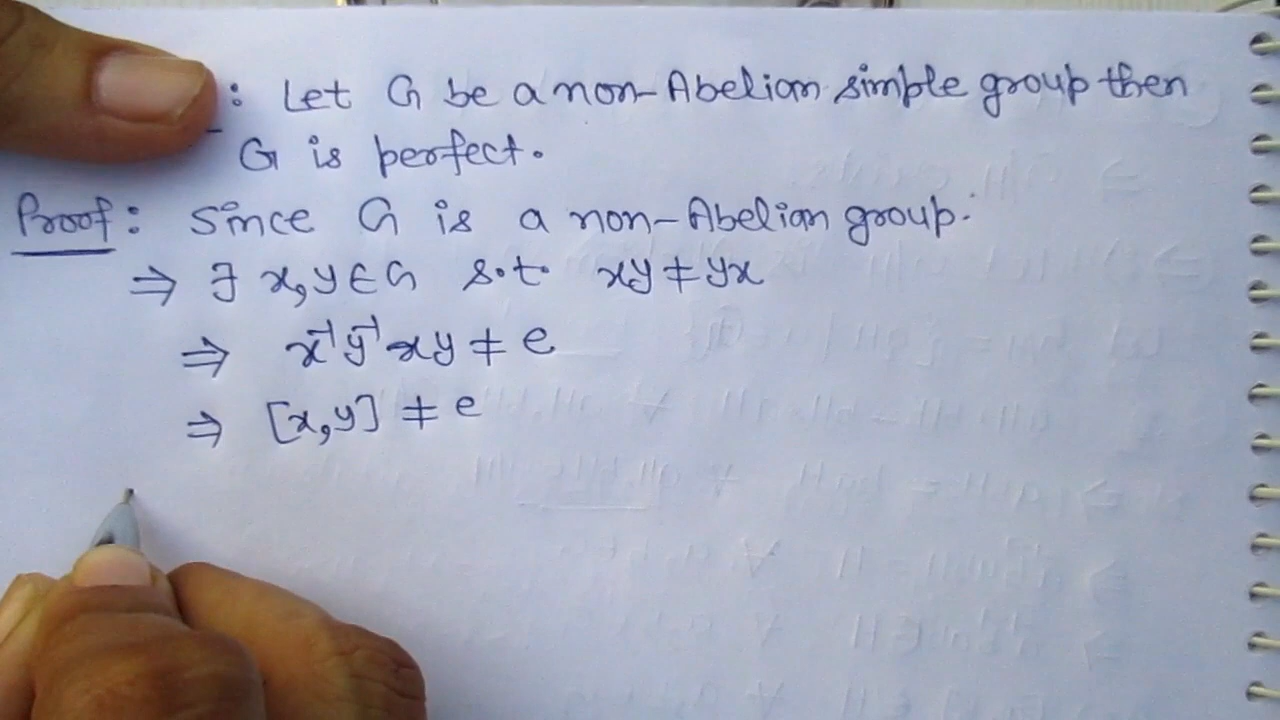 : Let G be a non-Abelian simple group then
G is perfect.
Proof: Since G is a non-Abelian group.
⇒ ∃ x,y∈G s.t. xy≠yx
⇒ x⁻¹y⁻¹xy≠e
⇒ [x,y]≠e